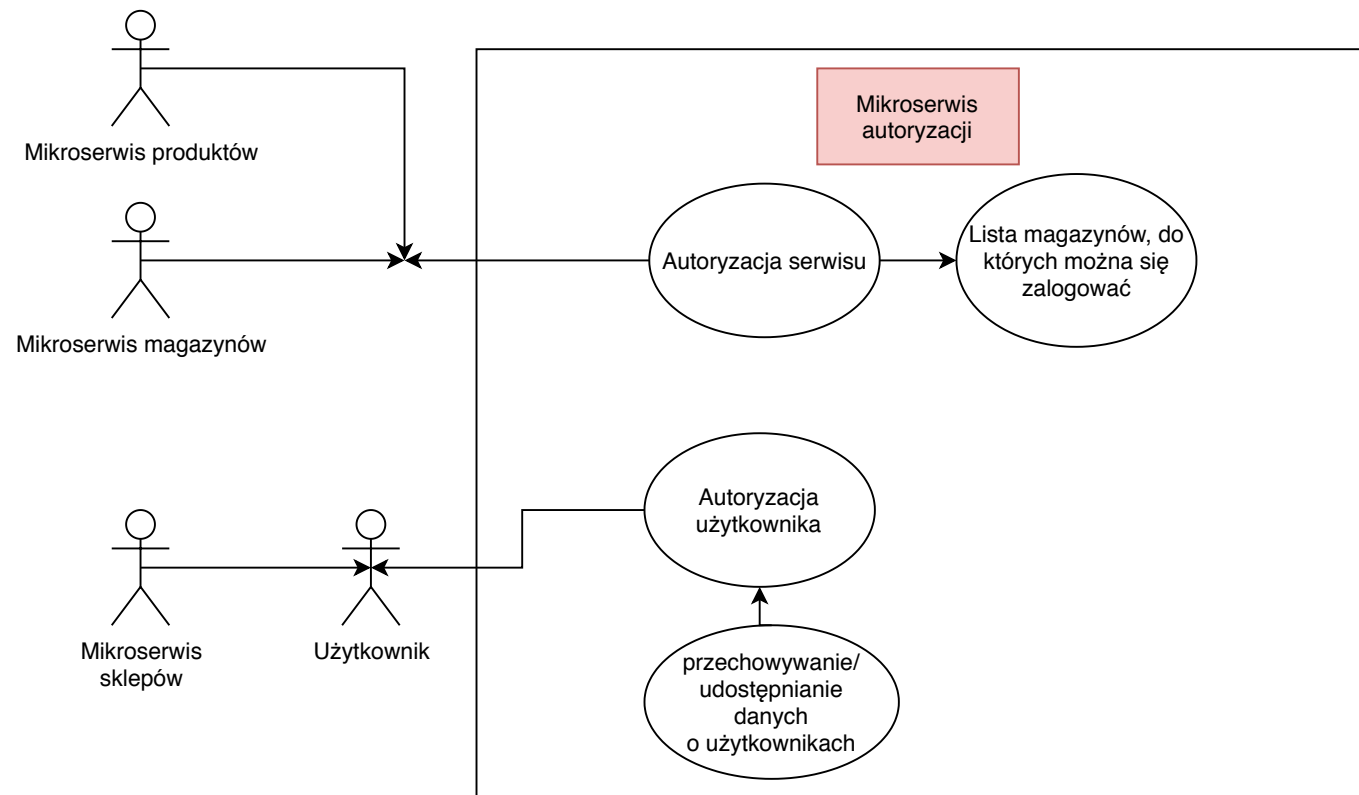 Mikroserwis
autoryzacji
Mikroserwis produktów
Mikroserwis magazynów
Autoryzacja serwisu
Lista magazynów, do
których można się
zalogować
Autoryzacja
użytkownika
Mikroserwis
sklepów
Użytkownik
przechowywanie/
udostępnianie
danych
o użytkownikach